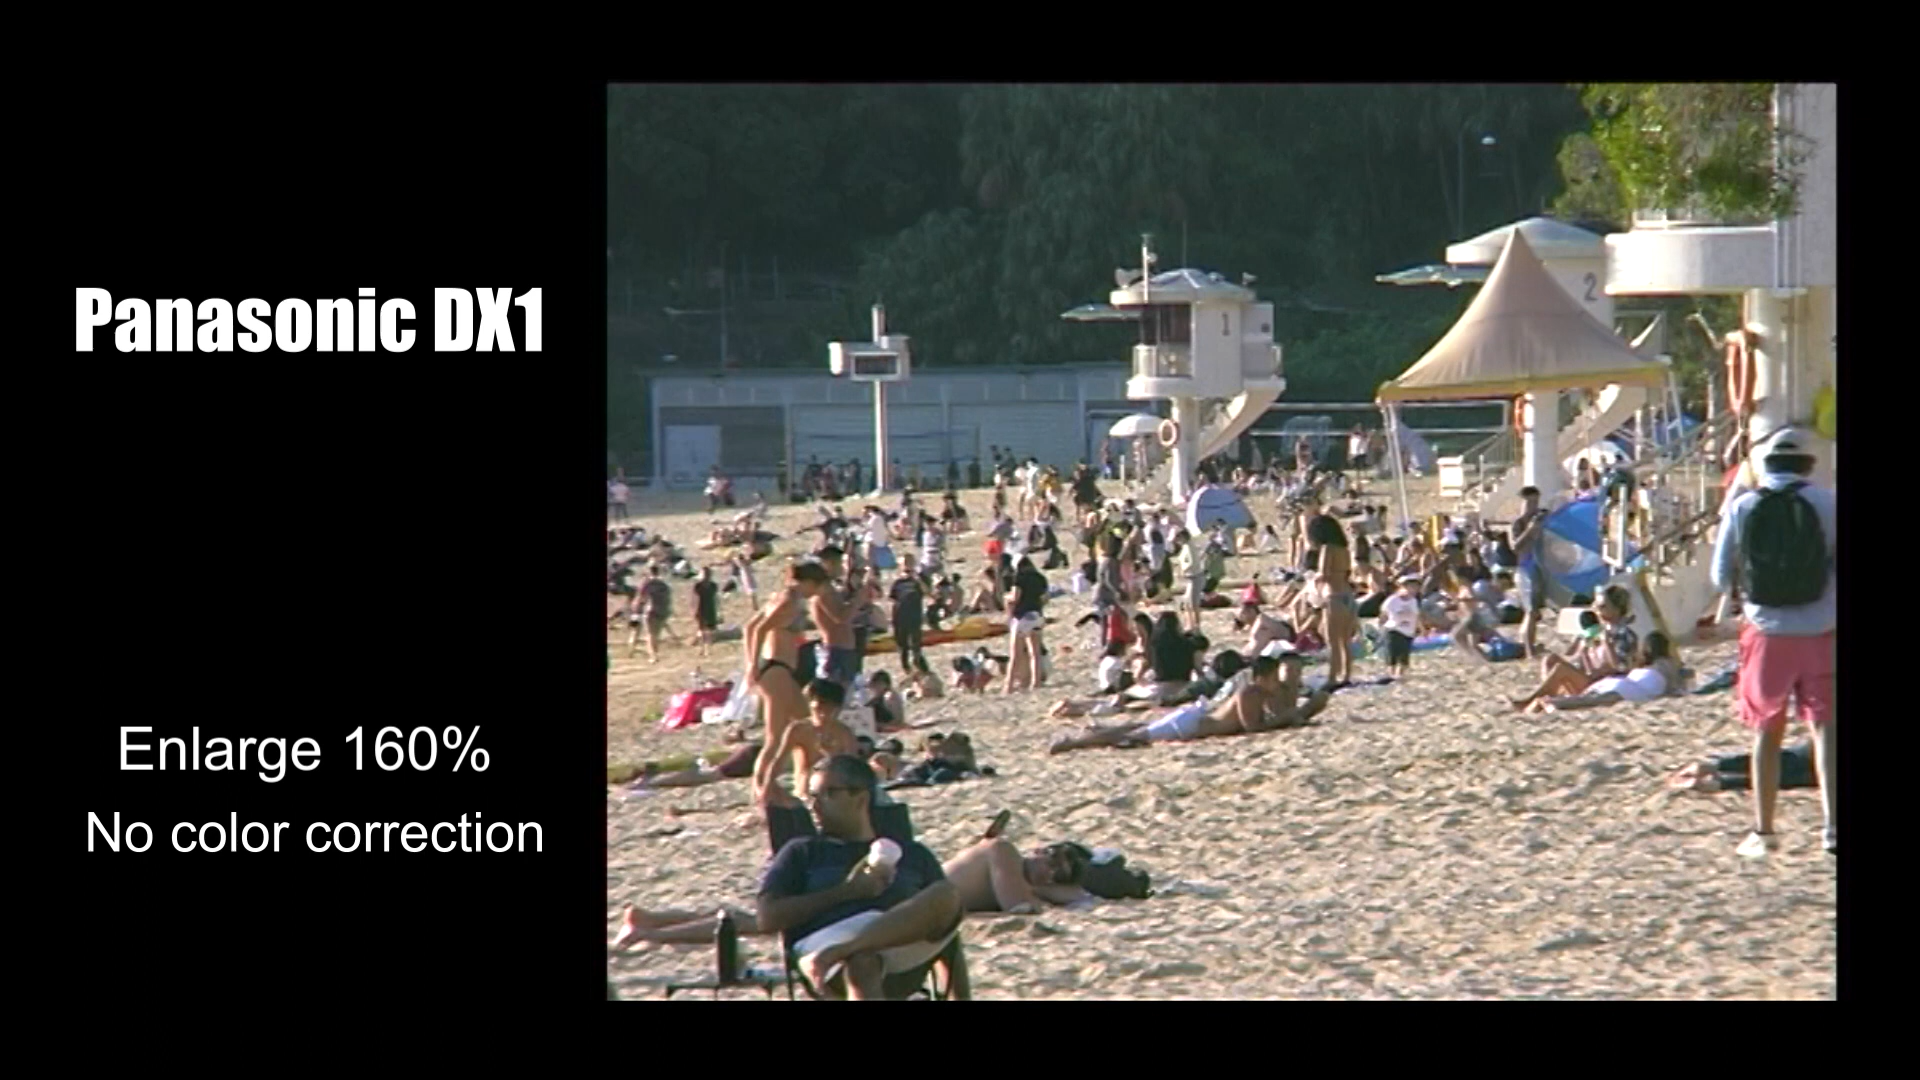 Panasonic DX1
Enlarge 160%
No color correction
1
2